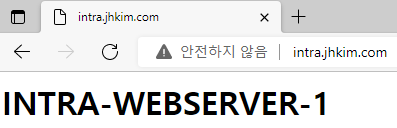 intra.jhkim.com
안전하지 않음 intra.jhkim.com
INTRA-WEBSERVER-1